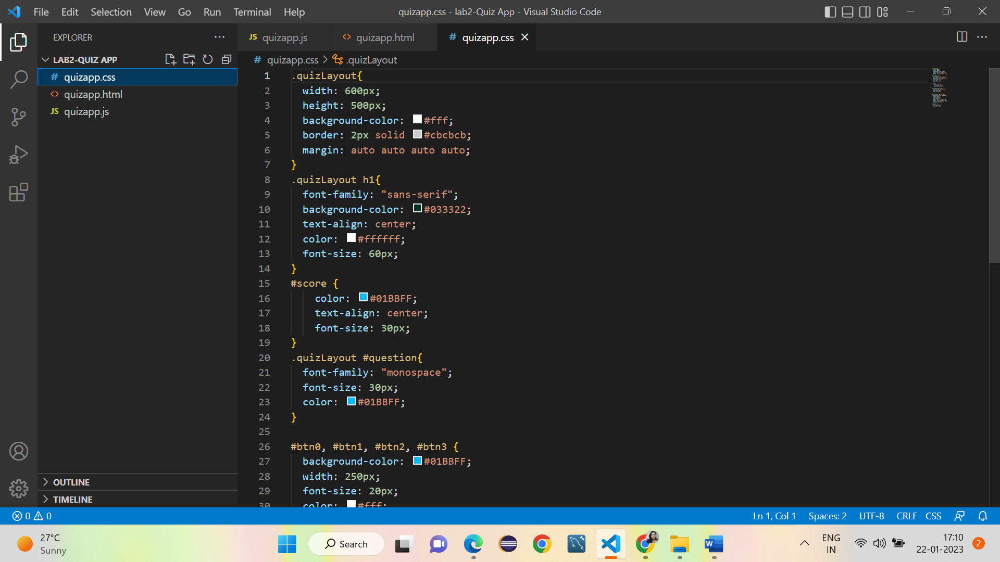 File Edit Selection View Go Run Terminal Help
quizapp.css - lab2-Quiz App - Visual Studio Code
EXPLORER
LAB2-QUIZ APP
# quizapp.css
<> quizapp.html
JS quizapp.js
OUTLINE
TIMELINE
JS quizapp.js <> quizapp.html # quizapp.css
# quizapp.css > .quizLayout
1 .quizLayout{
2 width: 600px;
3 height: 500px;
4 background-color: #fff;
5 border: 2px solid #cbcbcb;
6 margin: auto auto auto auto;
7 }
8 .quizLayout h1{
9 font-family: "sans-serif";
10 background-color: #033322;
11 text-align: center;
12 color: #ffffff;
13 font-size: 60px;
14 }
15 #score {
16 color: #01BBFF;
17 text-align: center;
18 font-size: 30px;
19 }
20 .quizLayout #question{
21 font-family: "monospace";
22 font-size: 30px;
23 color: #01BBFF;
24 }
25
26 #btn0, #btn1, #btn2, #btn3 {
27 background-color: #01BBFF;
28 width: 250px;
29 font-size: 20px;
30 color: #fff;
0 0 Ln 1, Col 1 Spaces: 2 UTF-8 CRLF CSS
27°C
Sunny
Search
W
ENG
IN
17:10
22-01-2023
2